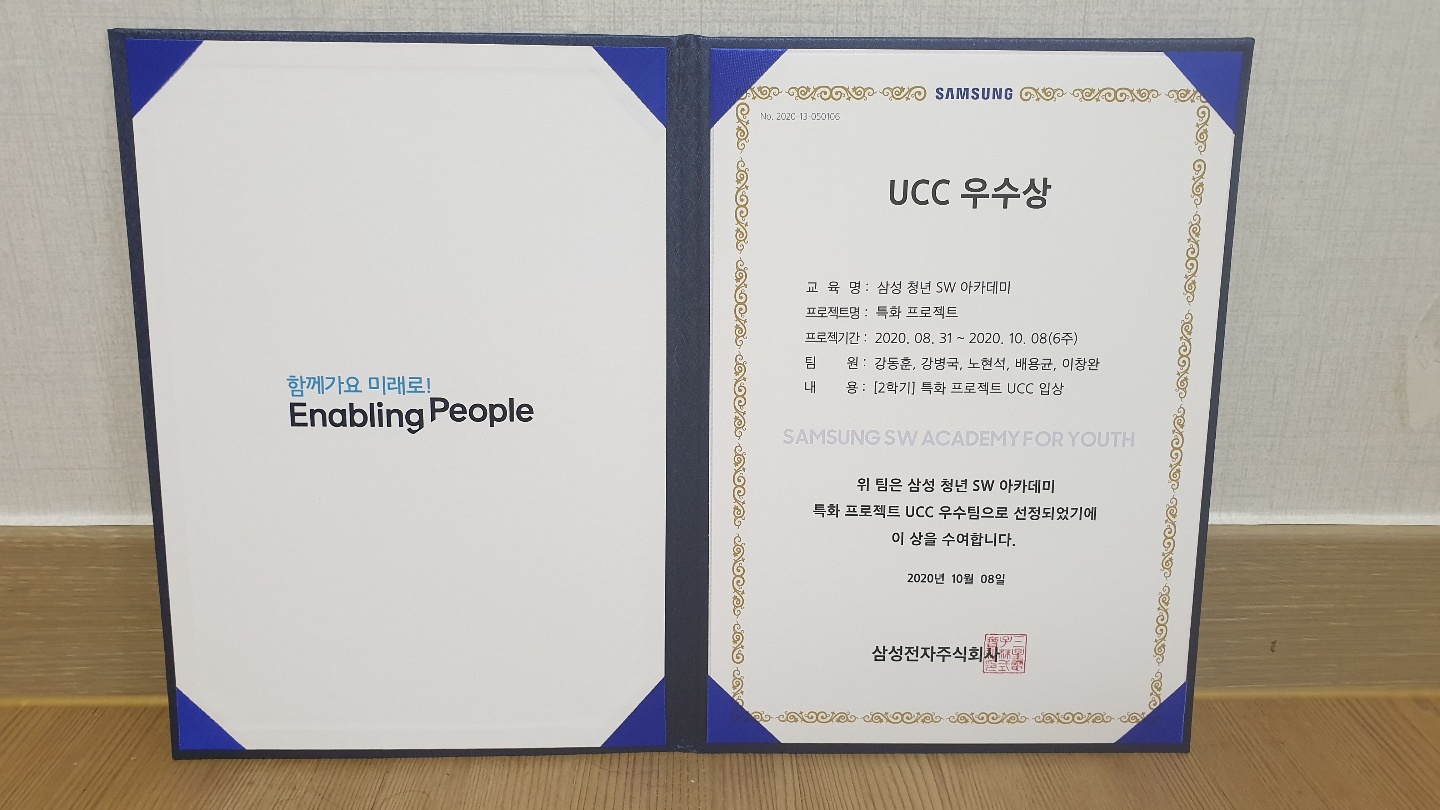 함께가요 미래로!
Enabling People
SAMSUNG
No. 2020-13-050106
UCC 우수상
교 육 명 : 삼성 청년 SW 아카데미
프로젝트명 : 특화 프로젝트
프로젝기간 : 2020. 08. 31 ~ 2020. 10. 08(6주)
팀 원 : 강동훈, 강병국, 노현석, 배용균, 이창완
내 용 : [2학기] 특화 프로젝트 UCC 입상
SAMSUNG SW ACADEMY FOR YOUTH
위 팀은 삼성 청년 SW 아카데미
특화 프로젝트 UCC 우수팀으로 선정되었기에
이 상을 수여합니다.
2020년 10월 08일
삼성전자주식회사